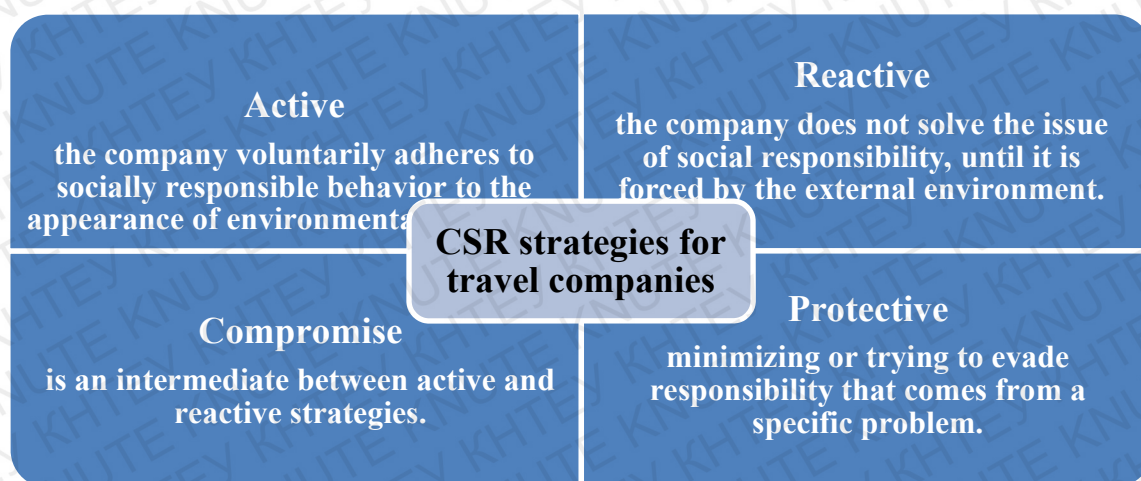 Active
the company voluntarily adheres to
socially responsible behavior to the
appearance of
Reactive
the company does not solve the issue
of social responsibility, until it is
forced by the external environment.
CSR strategies for
travel companies
Compromise
is an intermediate between active and
reactive strategies.
Protective
minimizing or trying to evade
responsibility that comes from a
specific problem.